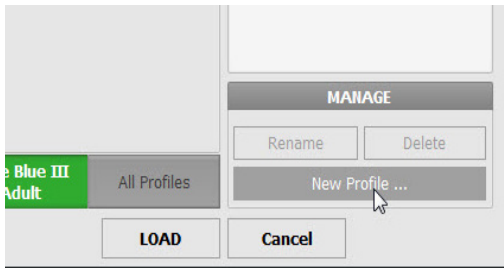 MANAGE
Rename Delete
e Blue III
Adult
All Profiles
New Profile ...
LOAD Cancel